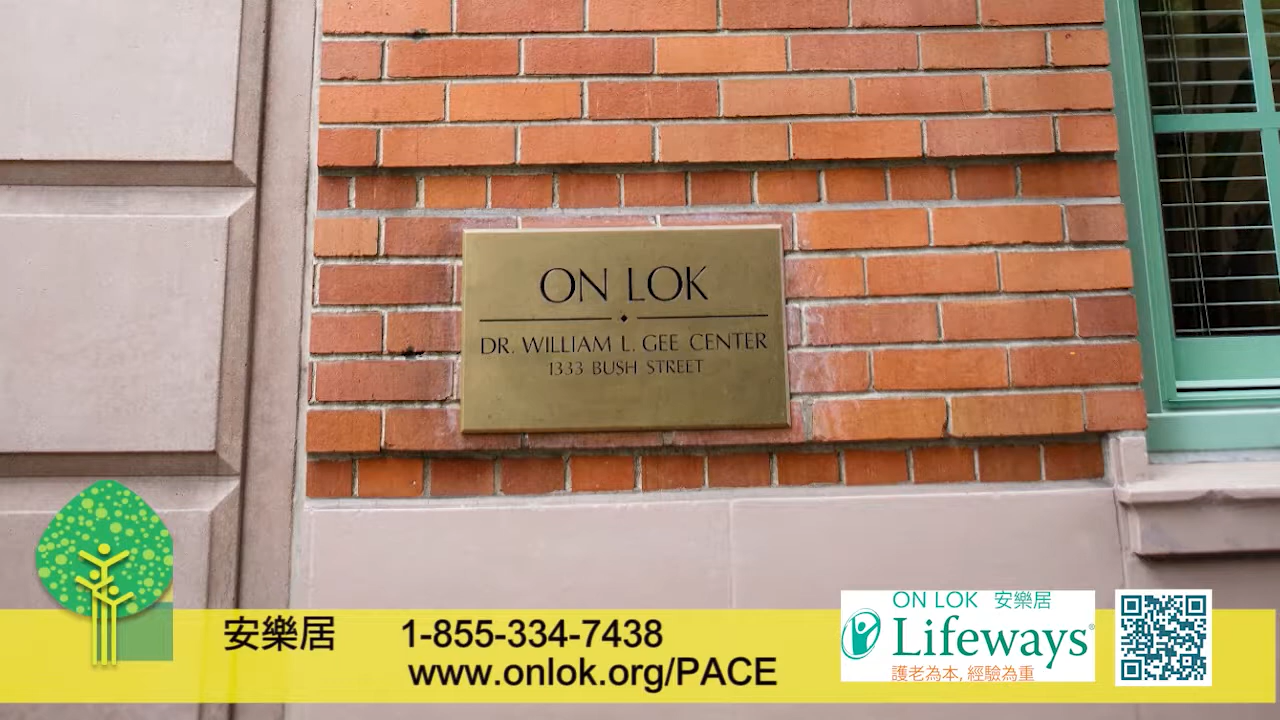 ON LOK
DR. WILLIAM L. GEE CENTER
1333 BUSH STREET
安樂居 1-855-334-7438
www.onlok.org/PACE
ON LOK 安樂居
Lifeways®
護老為本, 經驗為重